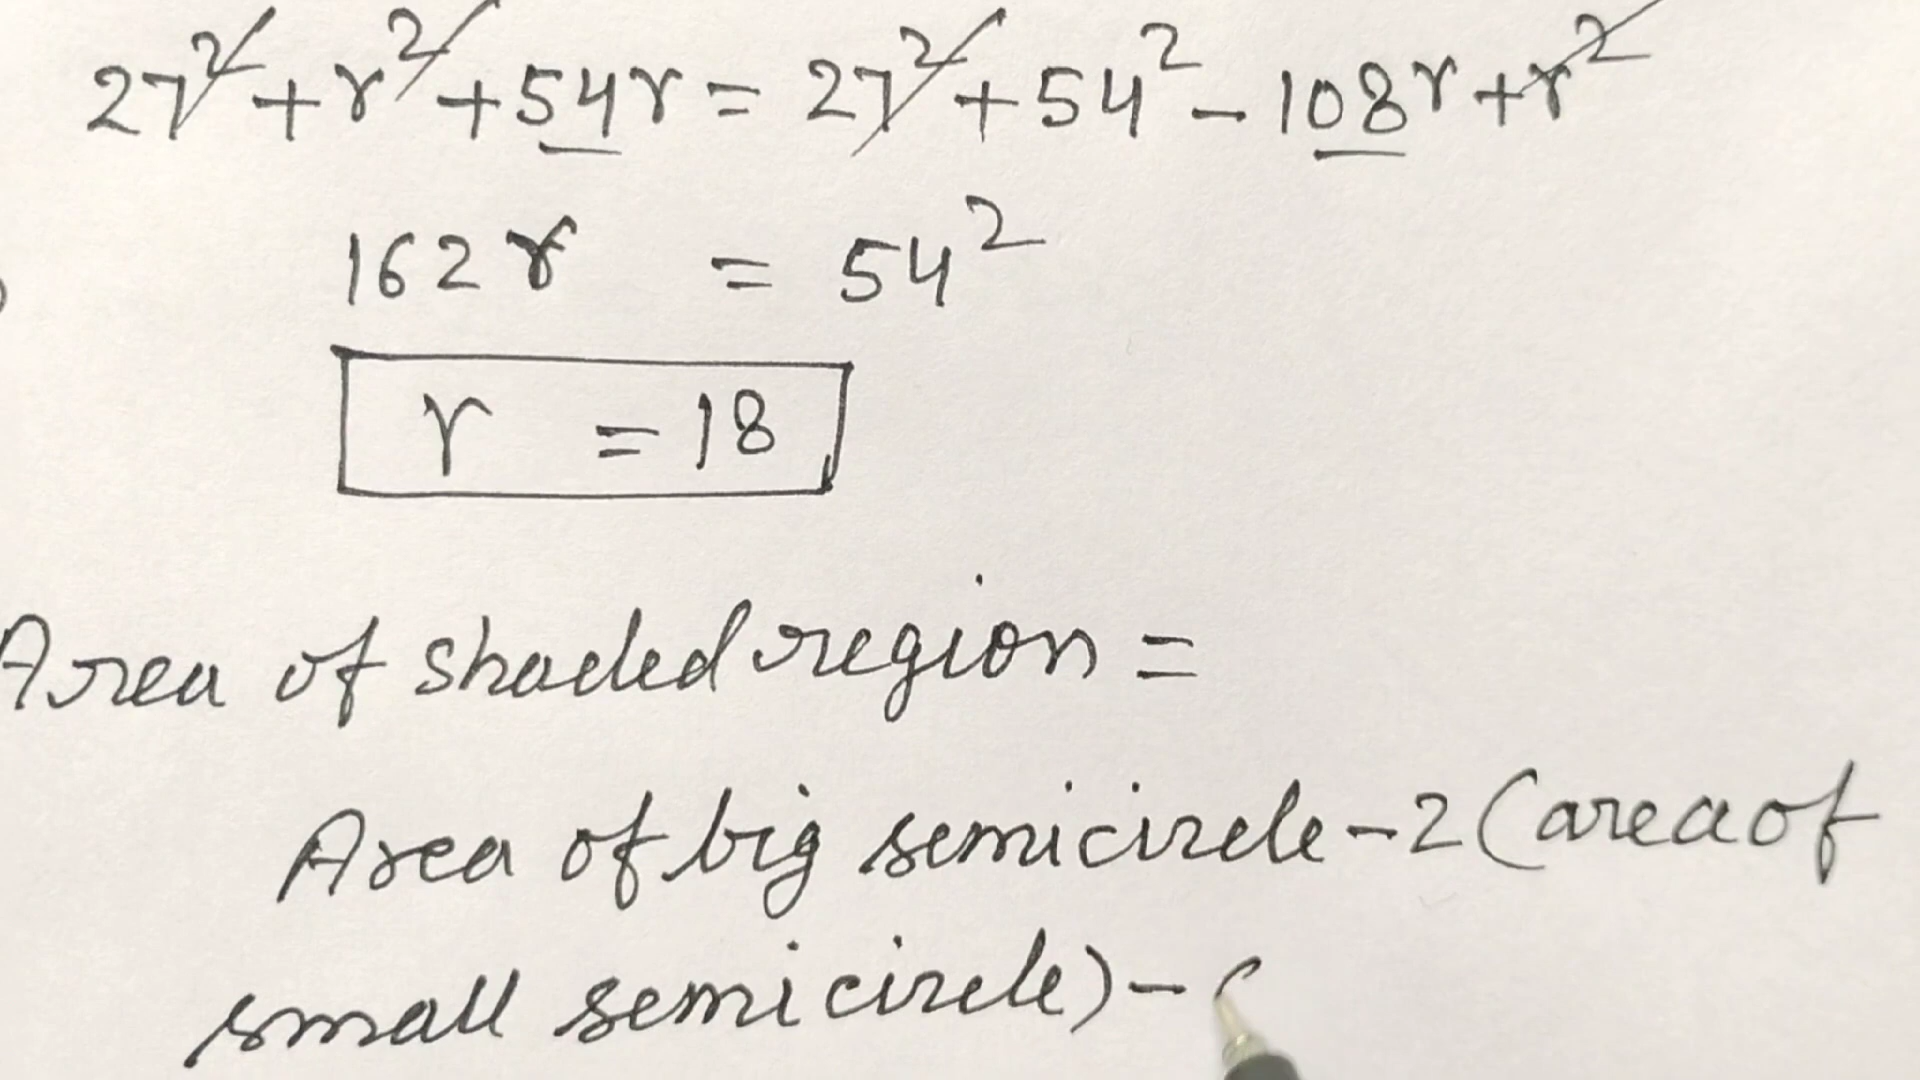 27² + r² + 54r = 27² + 54² - 108r + r²
162r = 54²
r = 18
Area of shaded region =
Area of big semicircle - 2 (area of
small semicircle) -